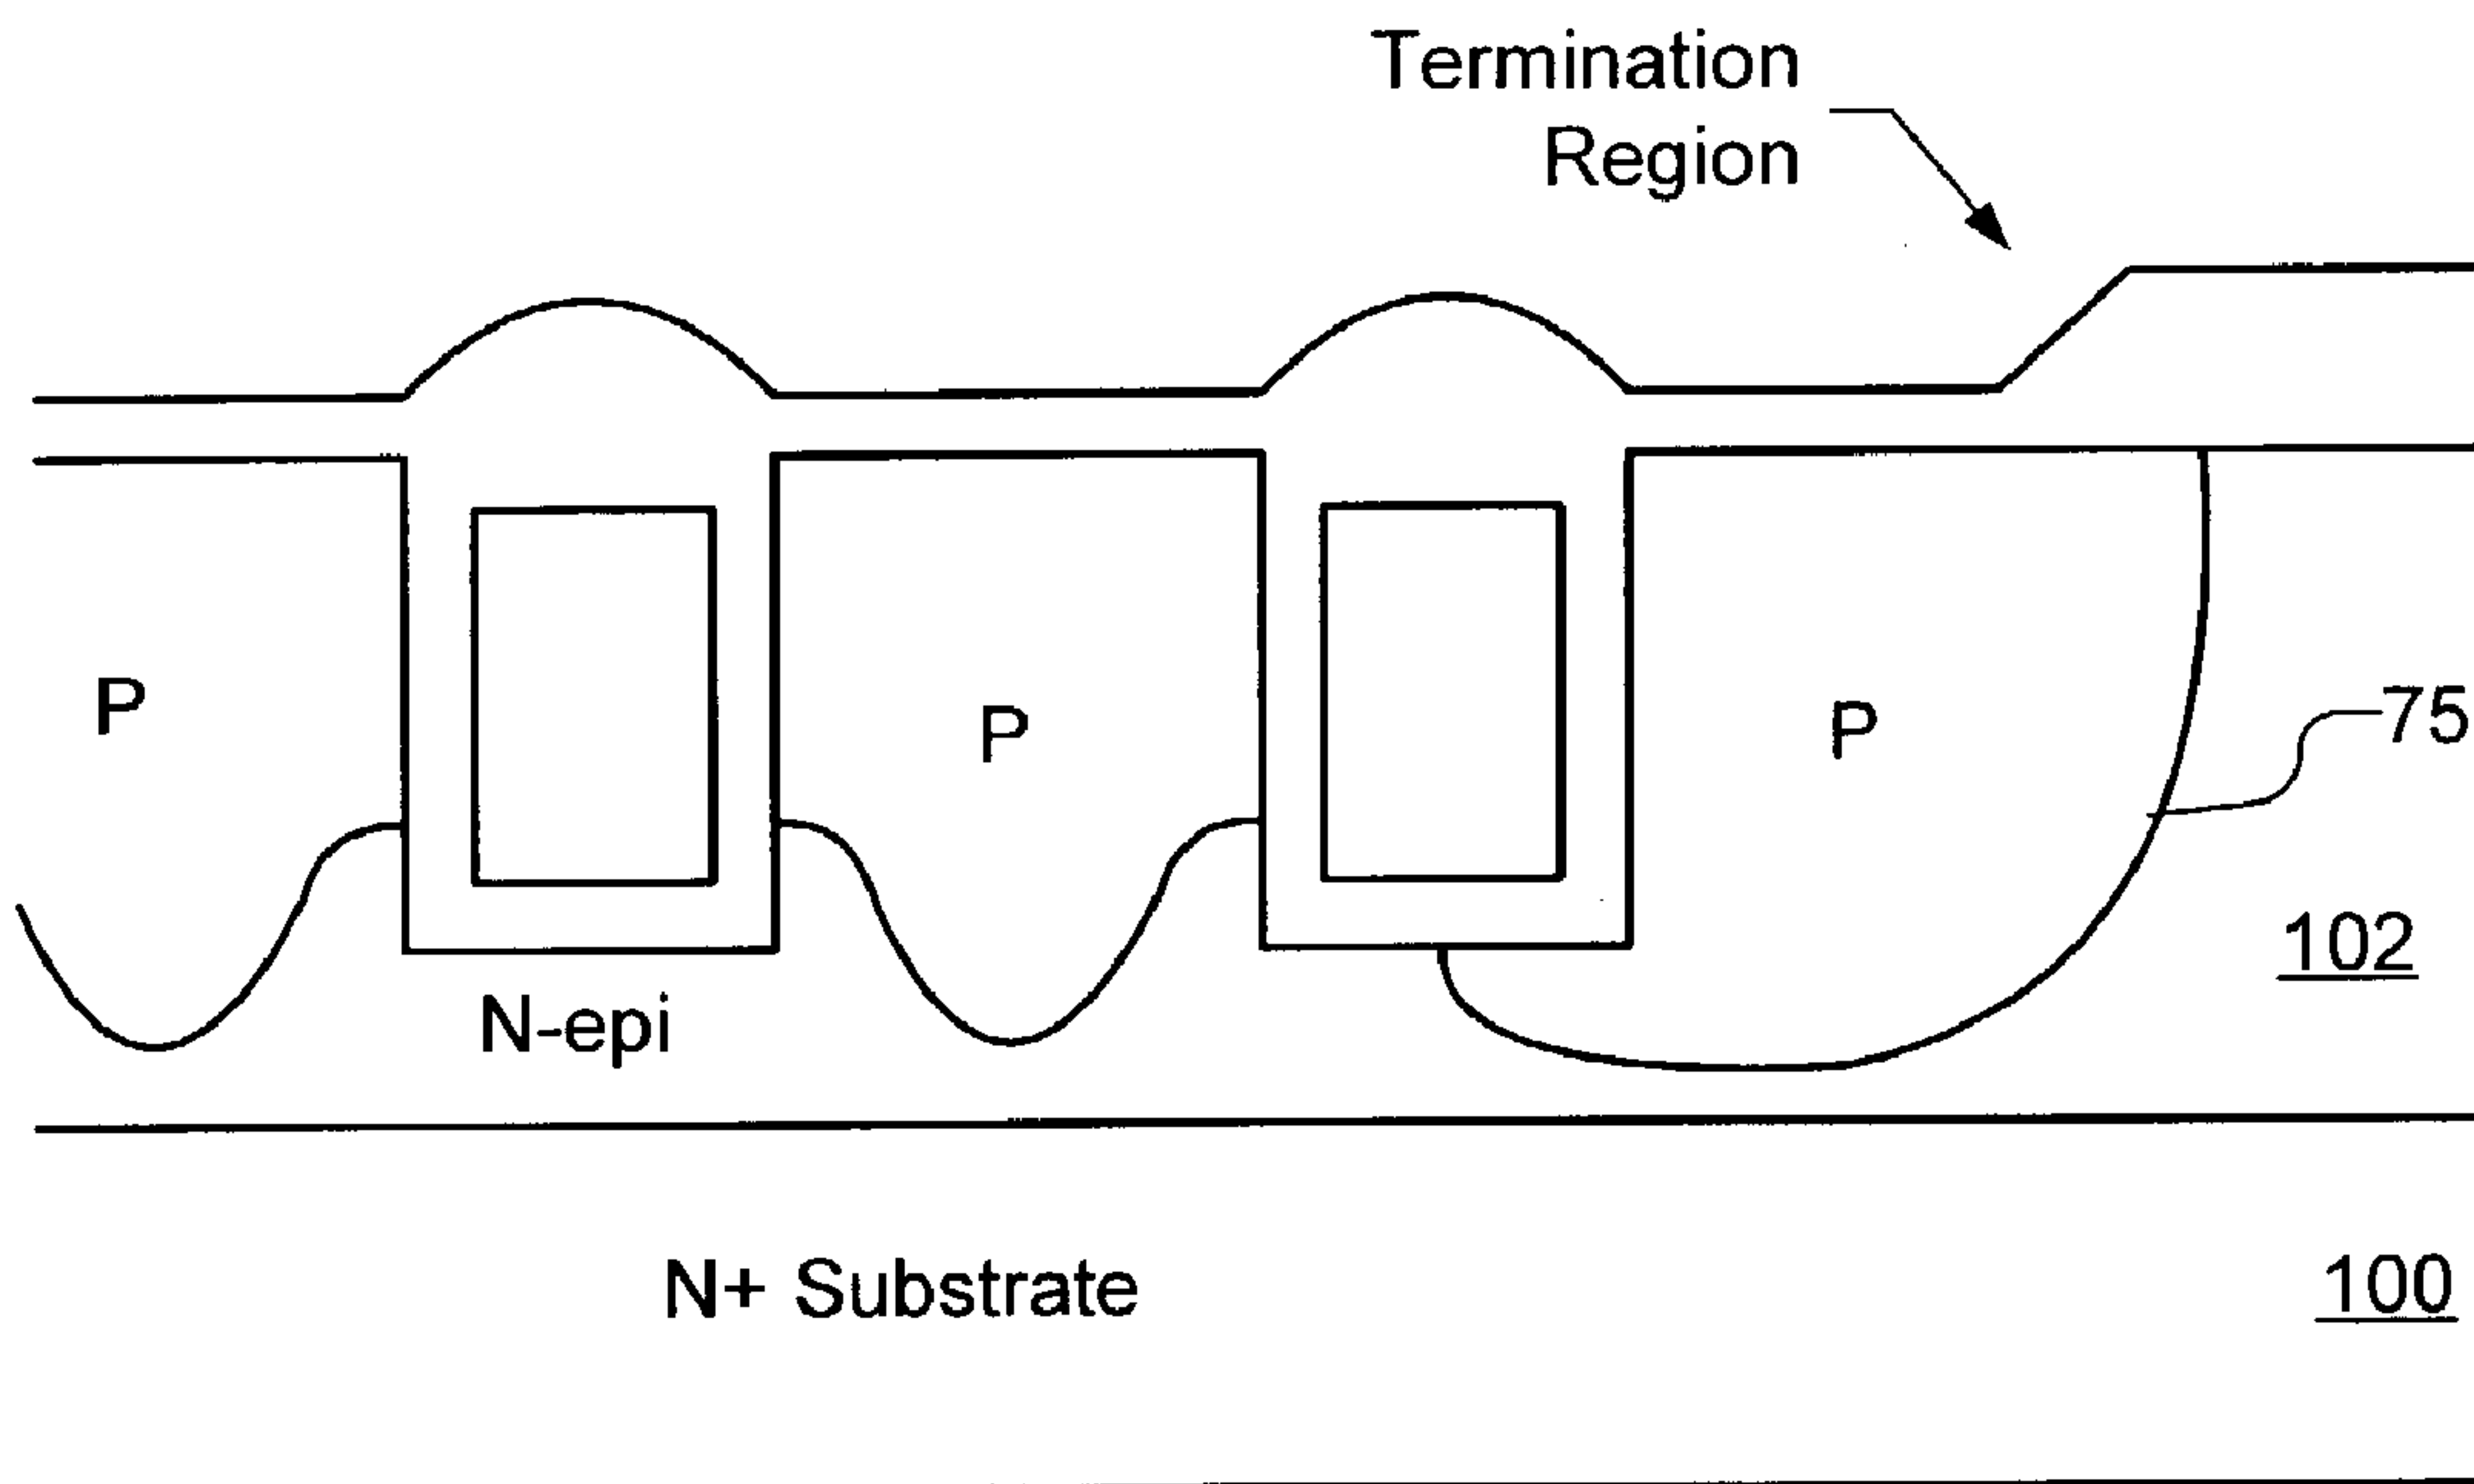 Termination
Region
P
P
P
75
102
N-epi
N+ Substrate
100